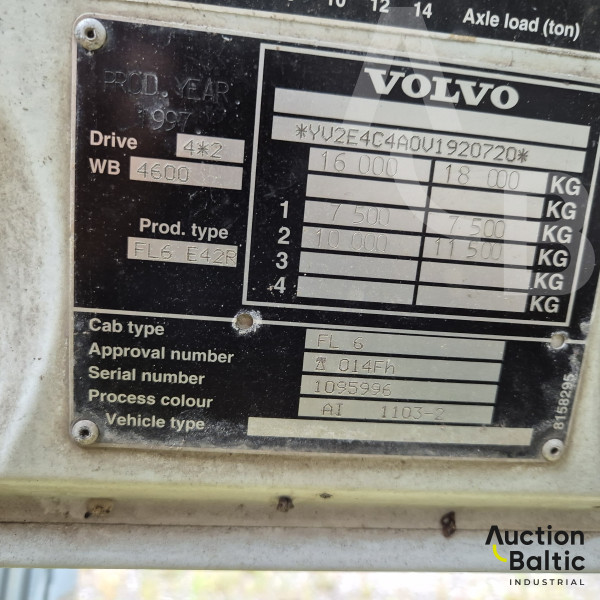 10 12 14 Axle load (ton)
PROD.YEAR
1997
VOLVO
*YV2E4C4A0V1920720*
Drive 4*2
WB 4600
16 000 18 000 KG
KG
1 7 500 7 500 KG
Prod. type
FL6 E42R
2 10 000 11 500 KG
3 KG
4 KG
Cab type FL 6
Approval number 014Fh
Serial number 1095996
Process colour AI 1103-2
Vehicle type
8158295
Auction
Baltic
INDUSTRIAL